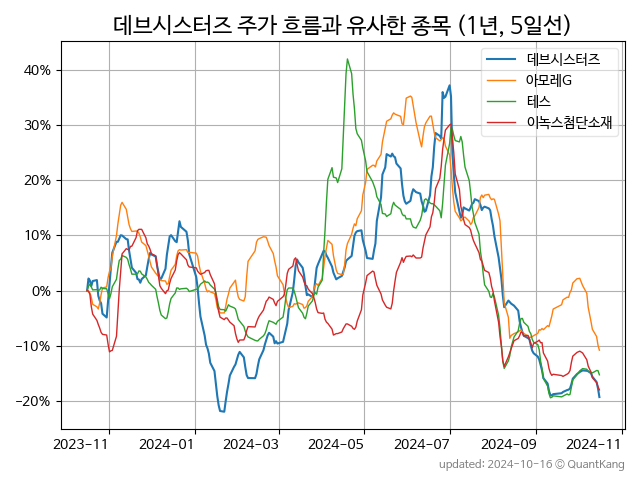 데브시스터즈 주가 흐름과 유사한 종목 (1년, 5일선)
데브시스터즈
아모레G
테스
이녹스첨단소재
40%
30%
20%
10%
0%
−10%
−20%
2023-11 2024-01 2024-03 2024-05 2024-07 2024-09 2024-11
updated: 2024-10-16 © QuantKang